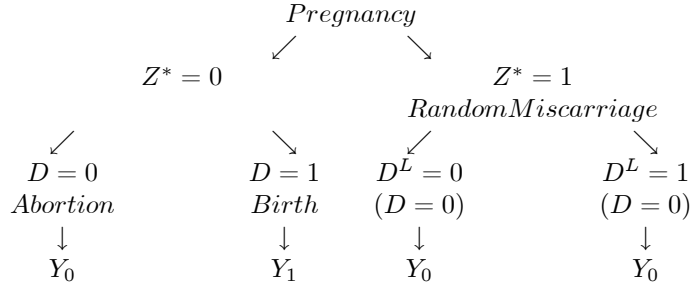 Pregnancy
↙ ↘
Z* = 0 Z* = 1
RandomMiscarriage
↙ ↘ ↙ ↘
D = 0 D = 1 D^L = 0 D^L = 1
Abortion Birth (D = 0) (D = 0)
↓ ↓ ↓ ↓
Y_0 Y_1 Y_0 Y_0